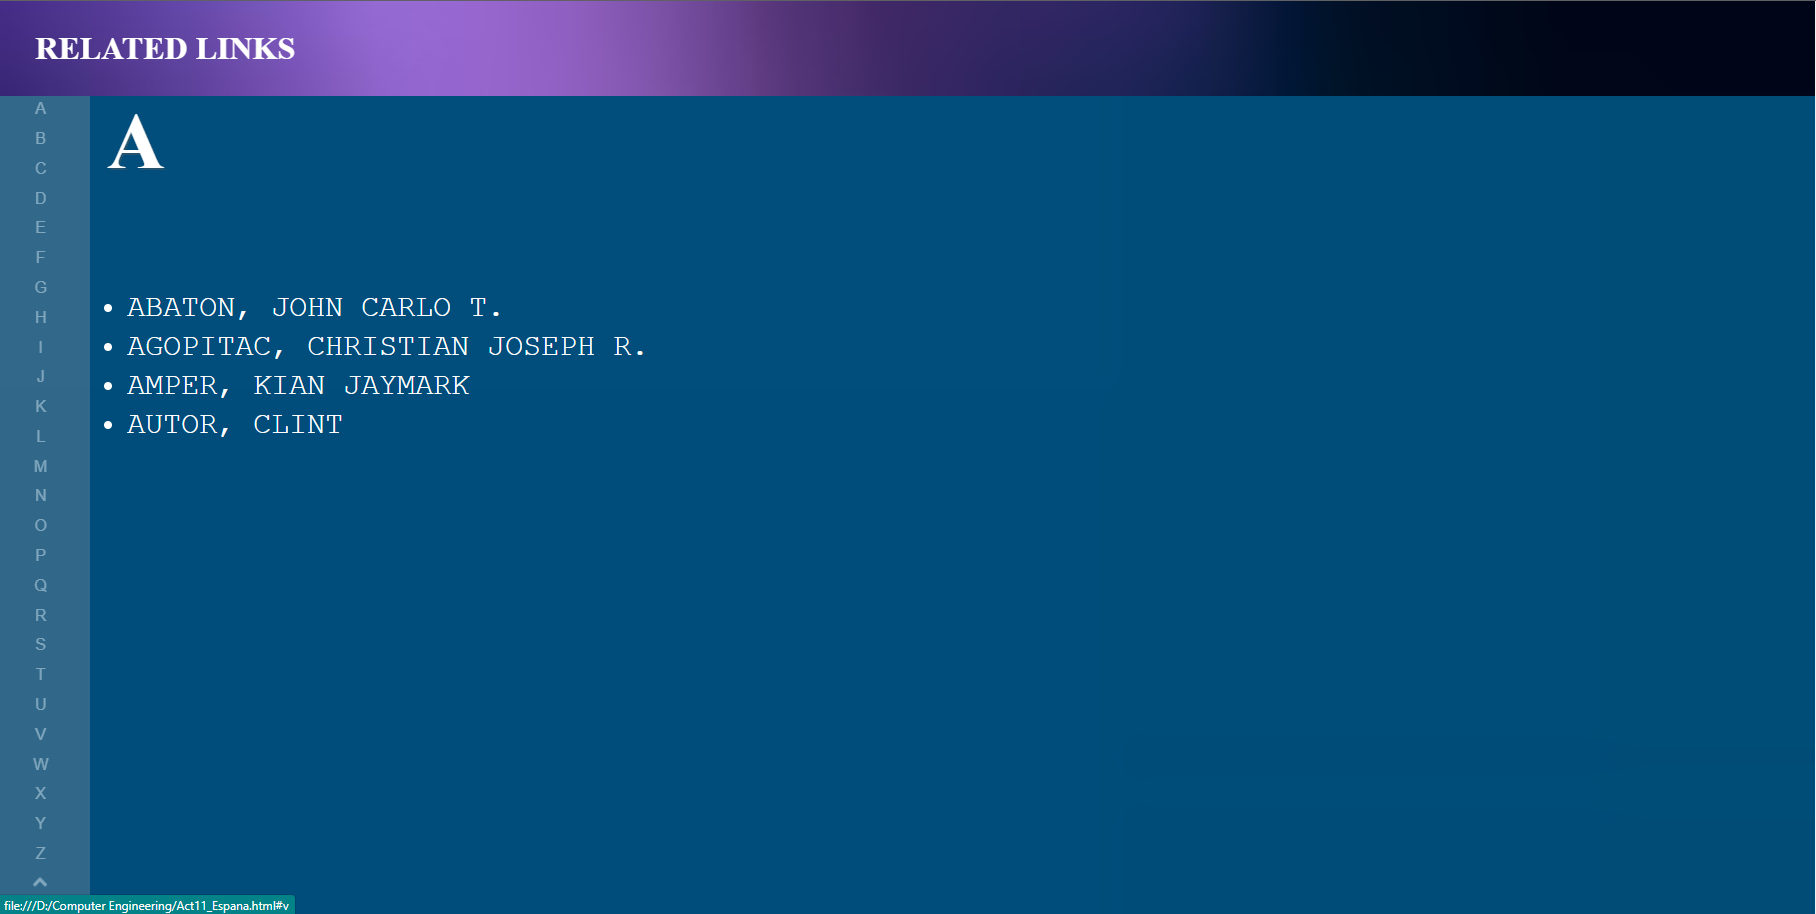 RELATED LINKS
A
B
C
D
E
F
G
H
I
J
K
L
M
N
O
P
Q
R
S
T
U
V
W
X
Y
Z
A
ABATON, JOHN CARLO T.
AGOPITAC, CHRISTIAN JOSEPH R.
AMPER, KIAN JAYMARK
AUTOR, CLINT
file:///D:/Computer Engineering/Act11_Espana.html#v